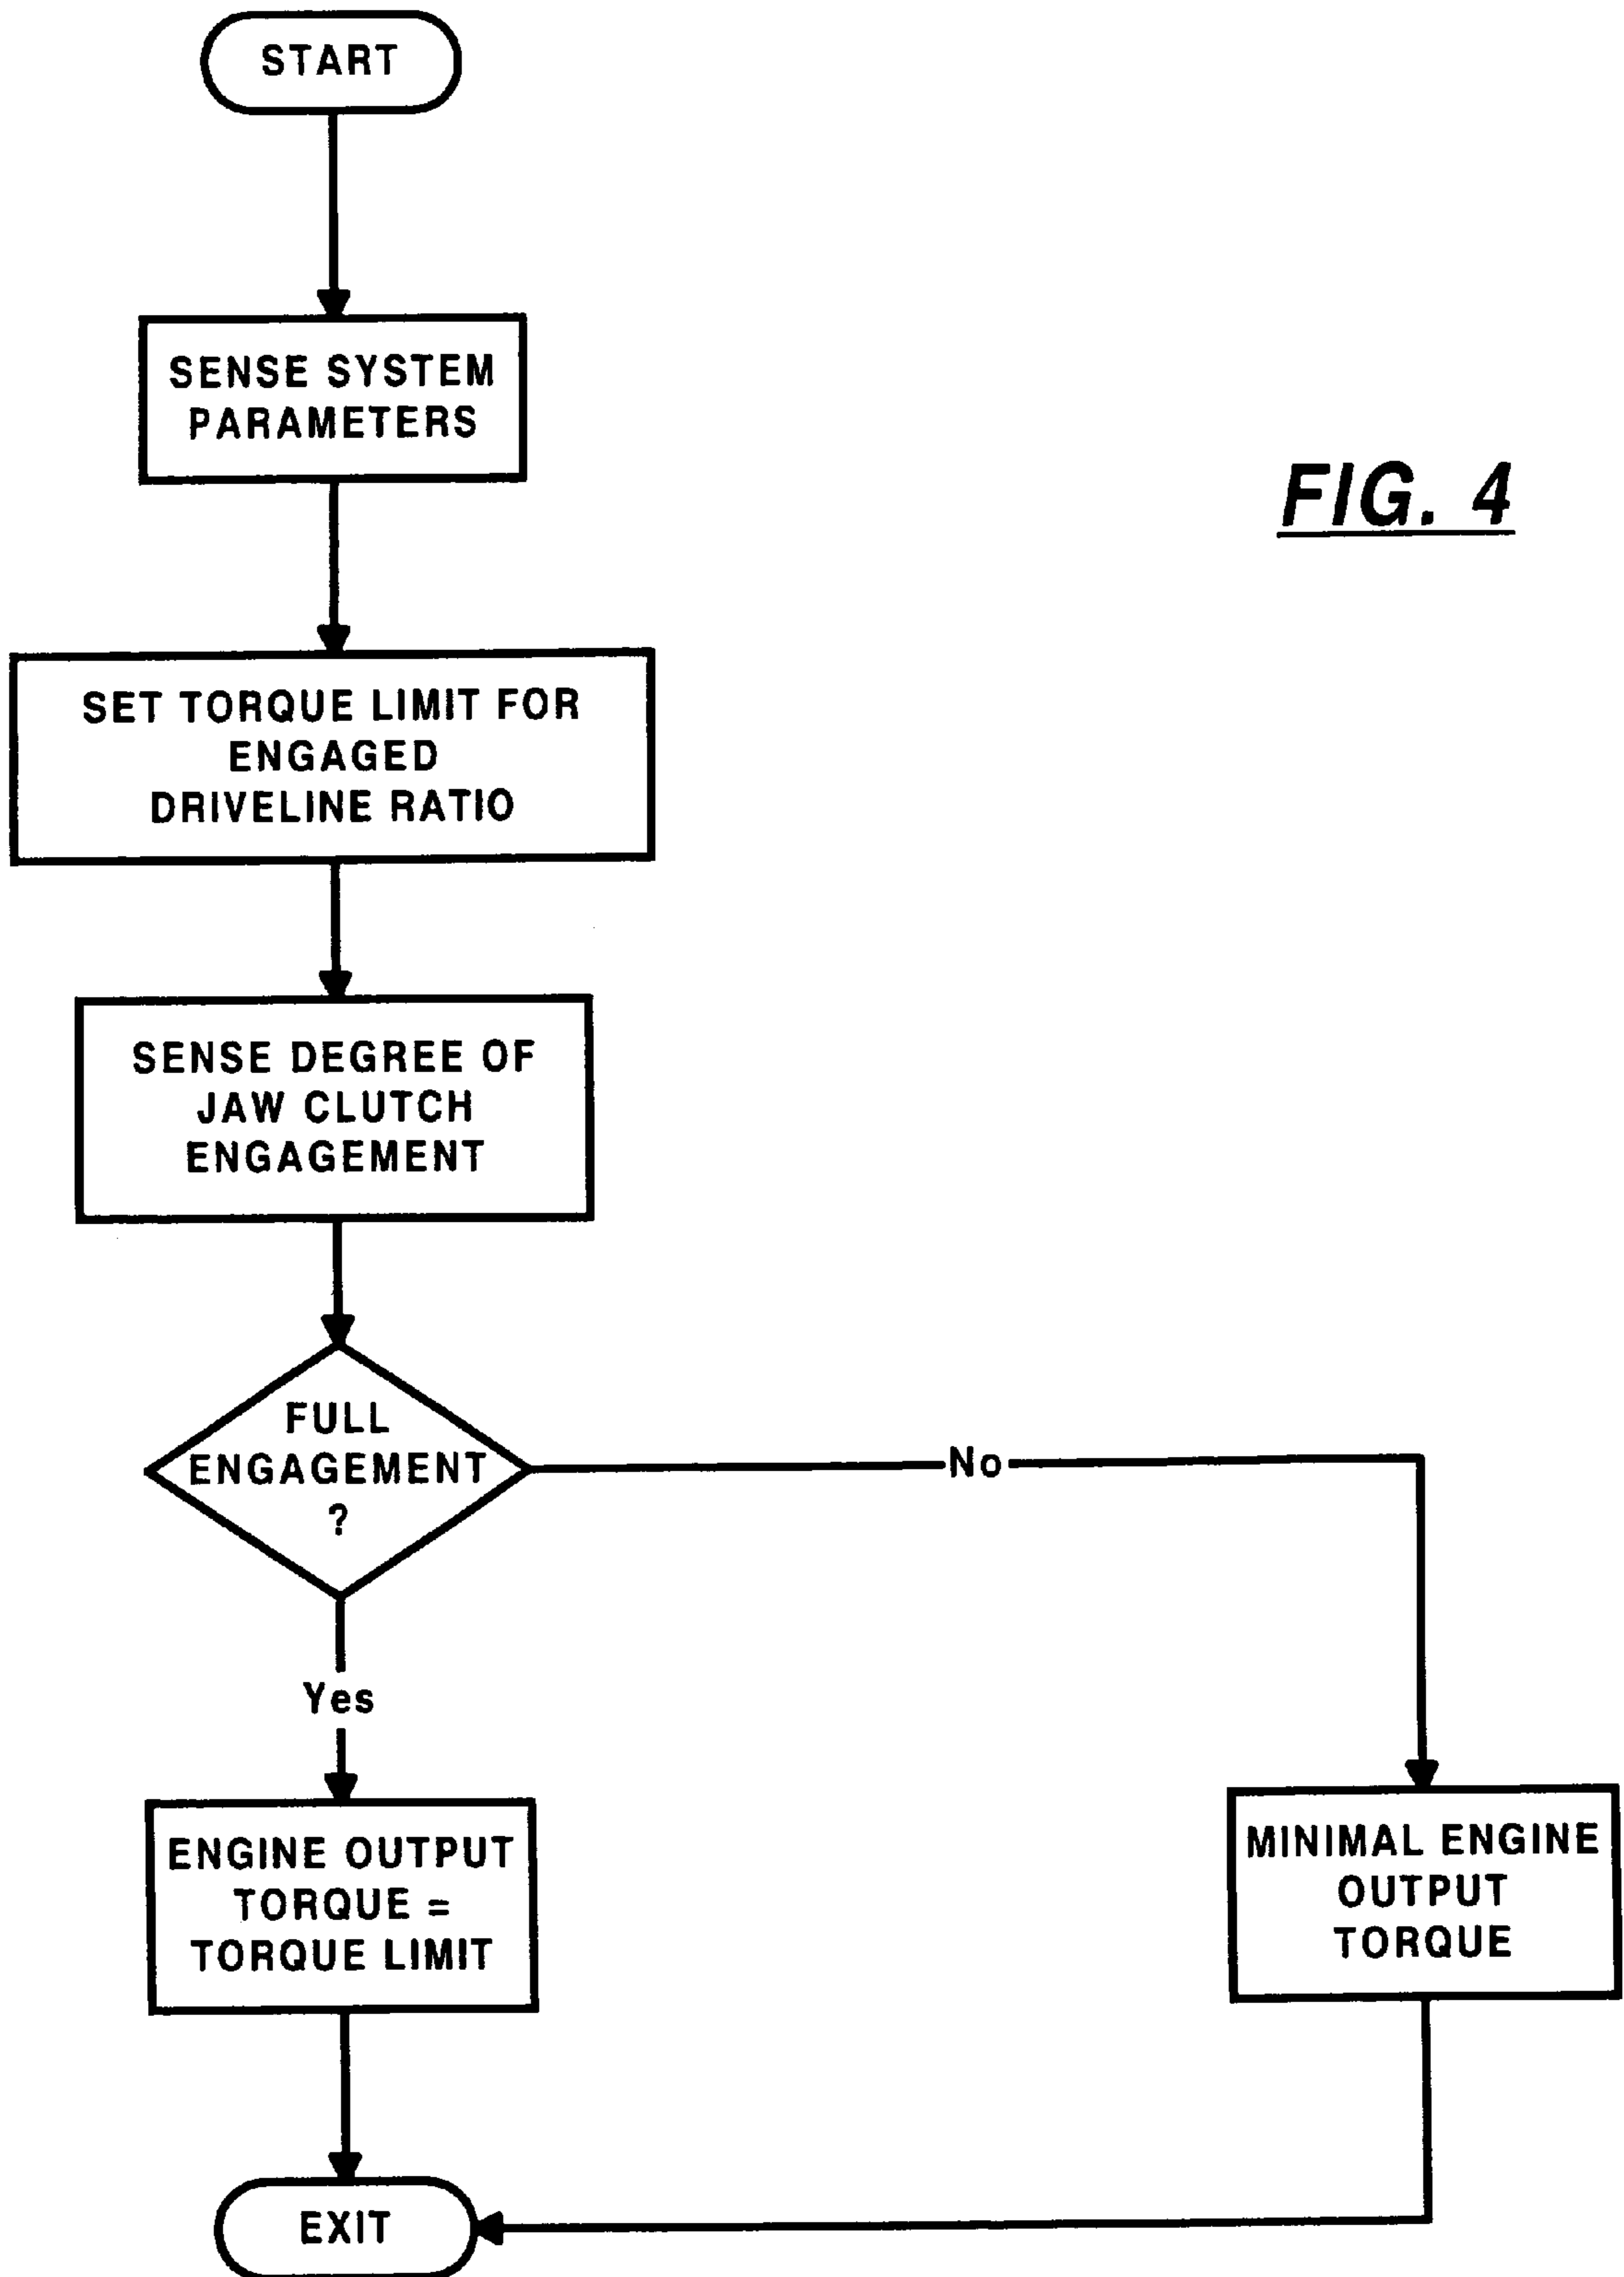 START
SENSE SYSTEM
PARAMETERS
FIG. 4
SET TORQUE LIMIT FOR
ENGAGED
DRIVELINE RATIO
SENSE DEGREE OF
JAW CLUTCH
ENGAGEMENT
FULL
ENGAGEMENT
?
No
Yes
ENGINE OUTPUT
TORQUE =
TORQUE LIMIT
MINIMAL ENGINE
OUTPUT
TORQUE
EXIT